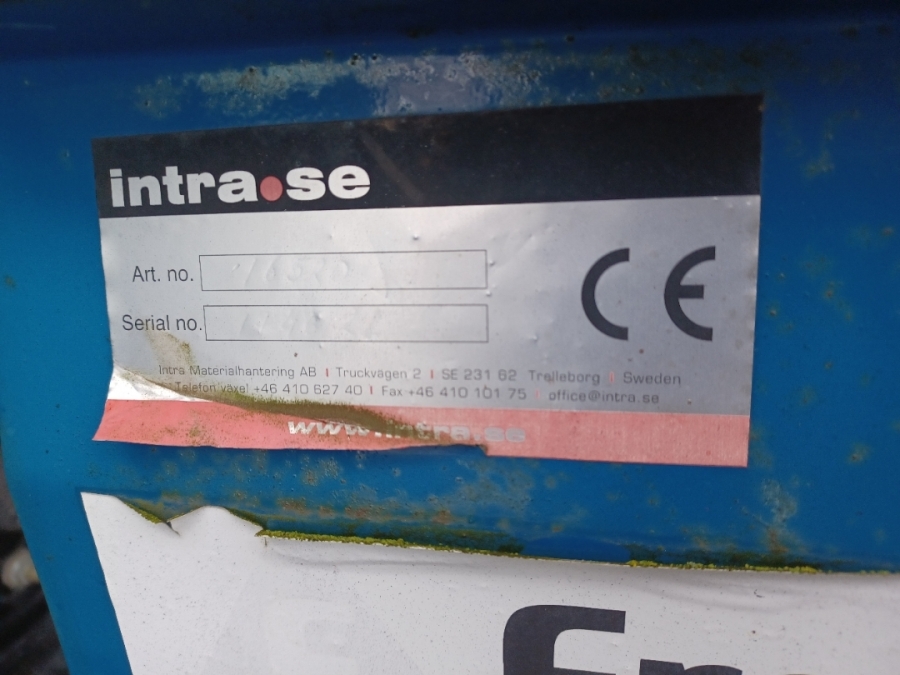 intra.se
Art. no.
Serial no.
CE
Intra Materialhantering AB | Truckvägen 2 | SE 231 62 Trelleborg | Sweden
Telefon växel +46 410 627 40 | Fax +46 410 101 75 | office@intra.se
www.intra.se